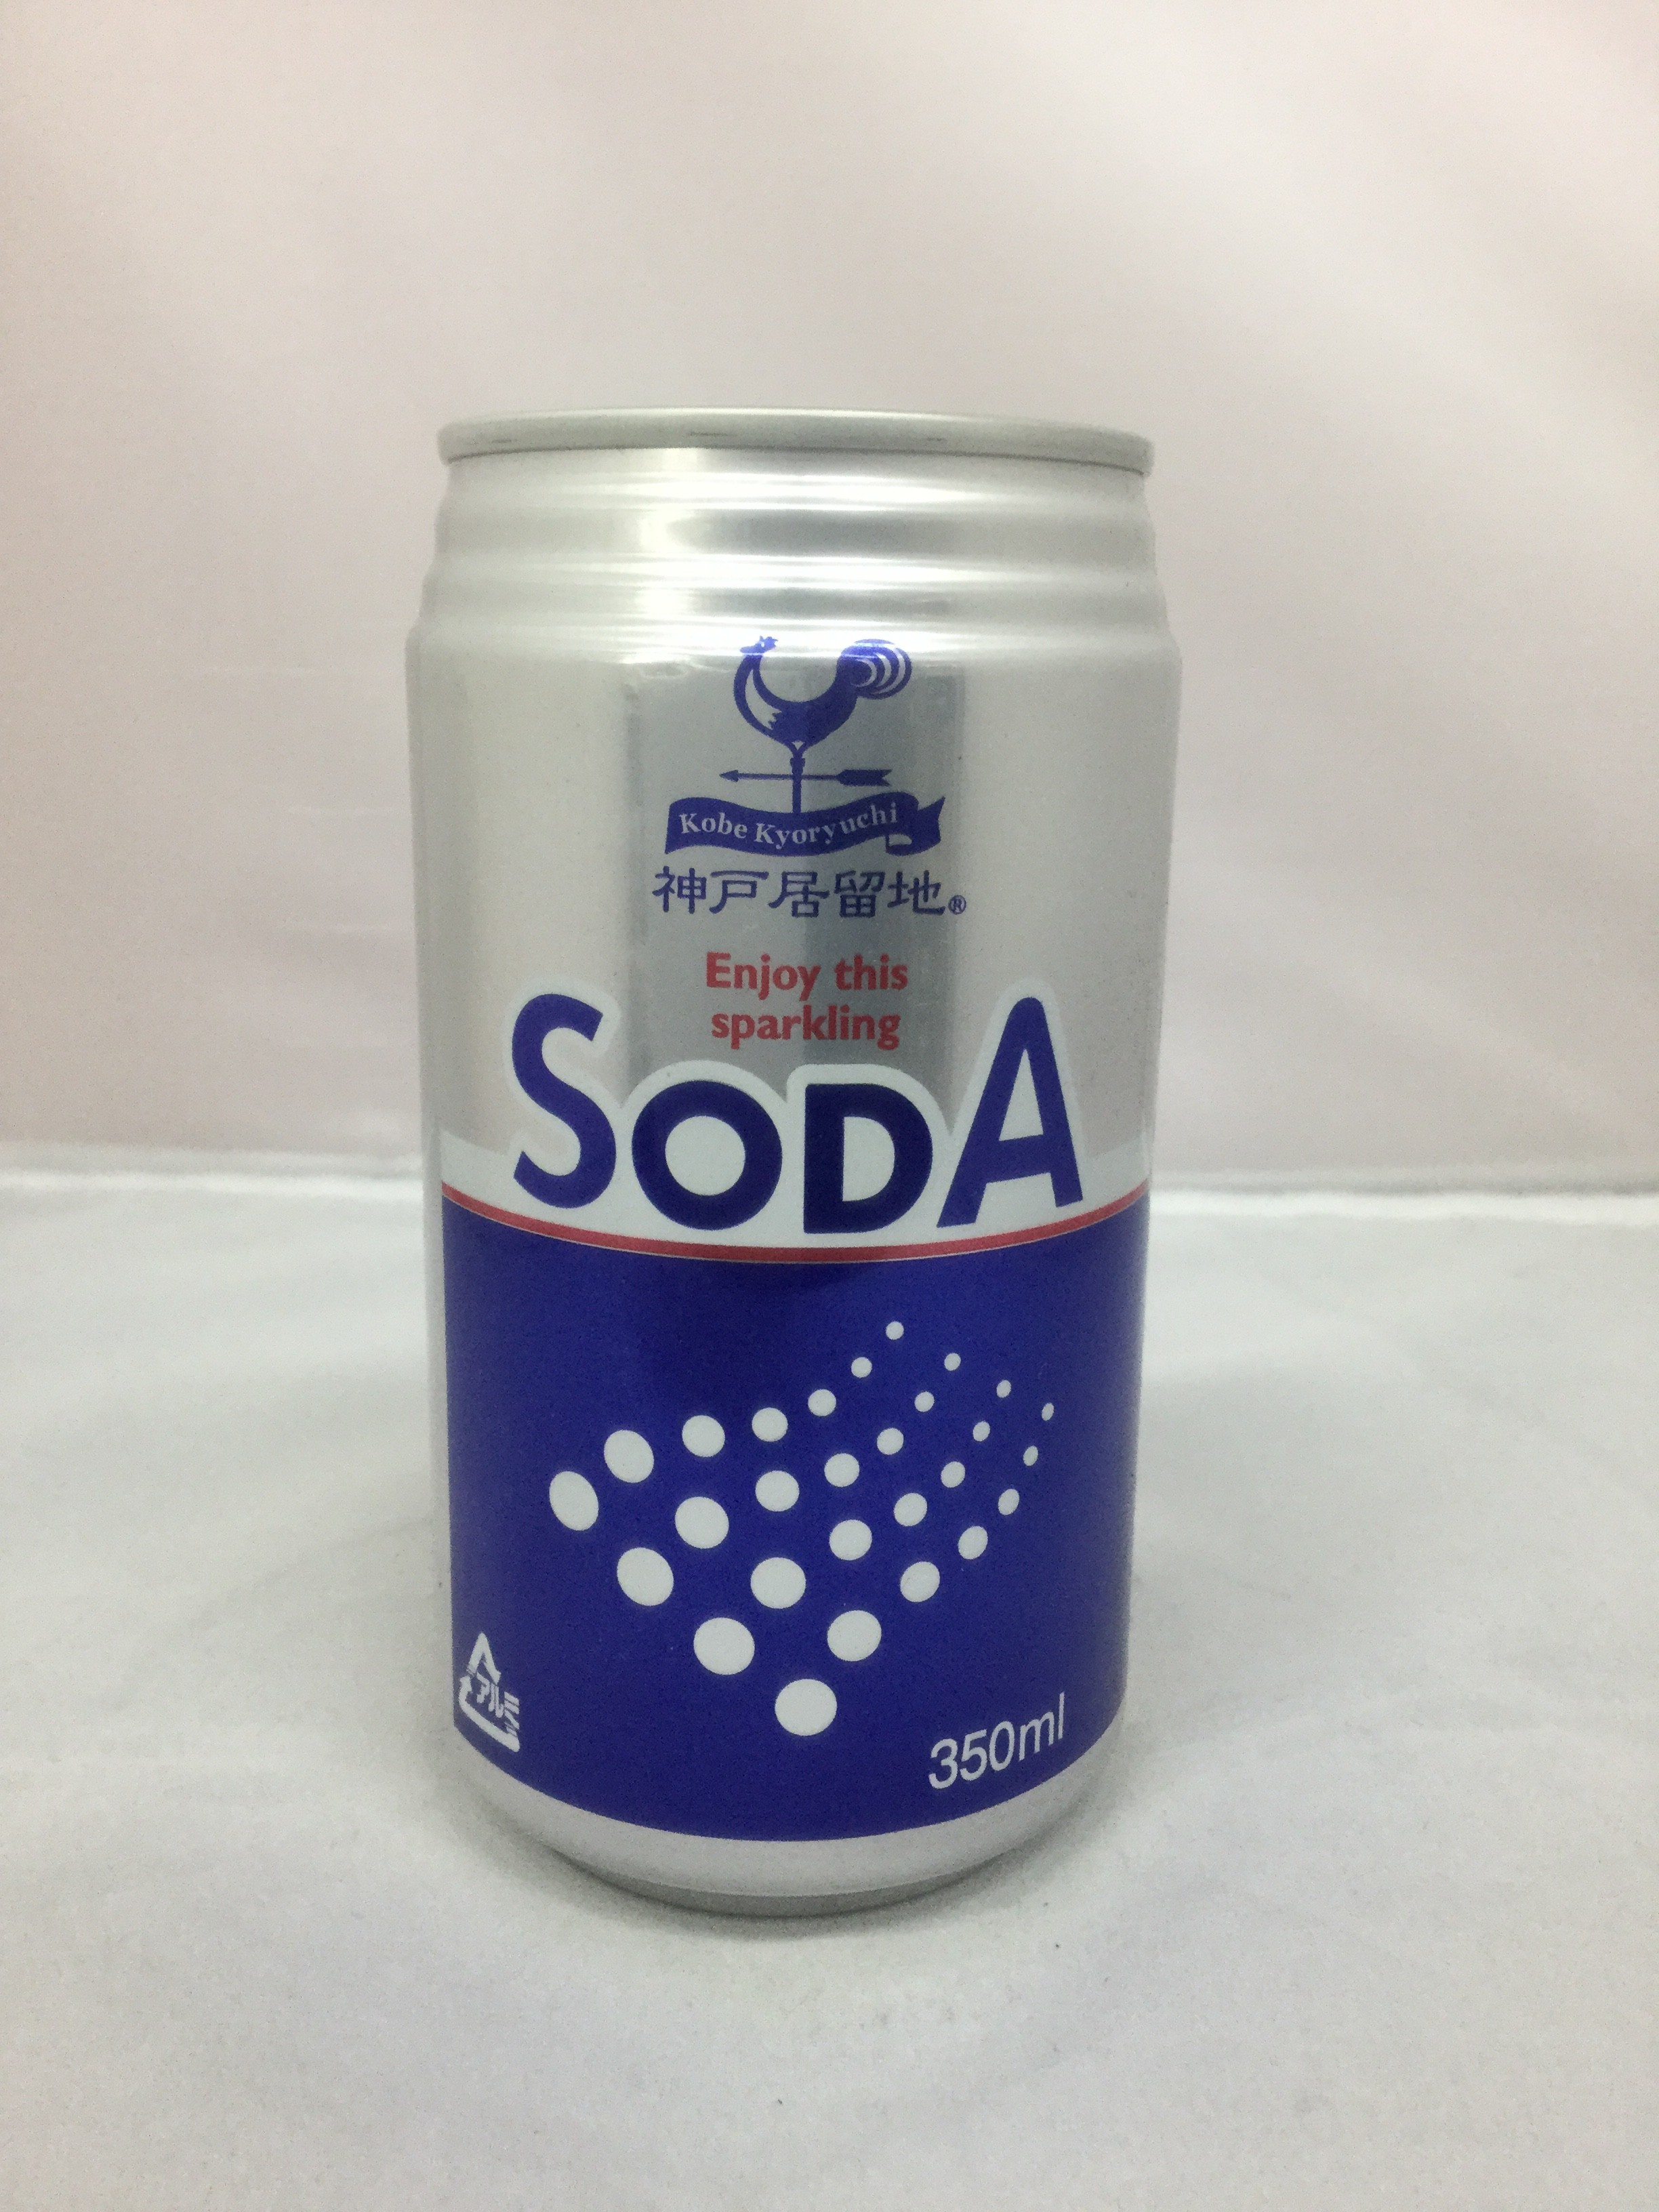 Kobe Kyoryuchi
神戸居留地®
Enjoy this
sparkling
SODA
アルミ
350ml